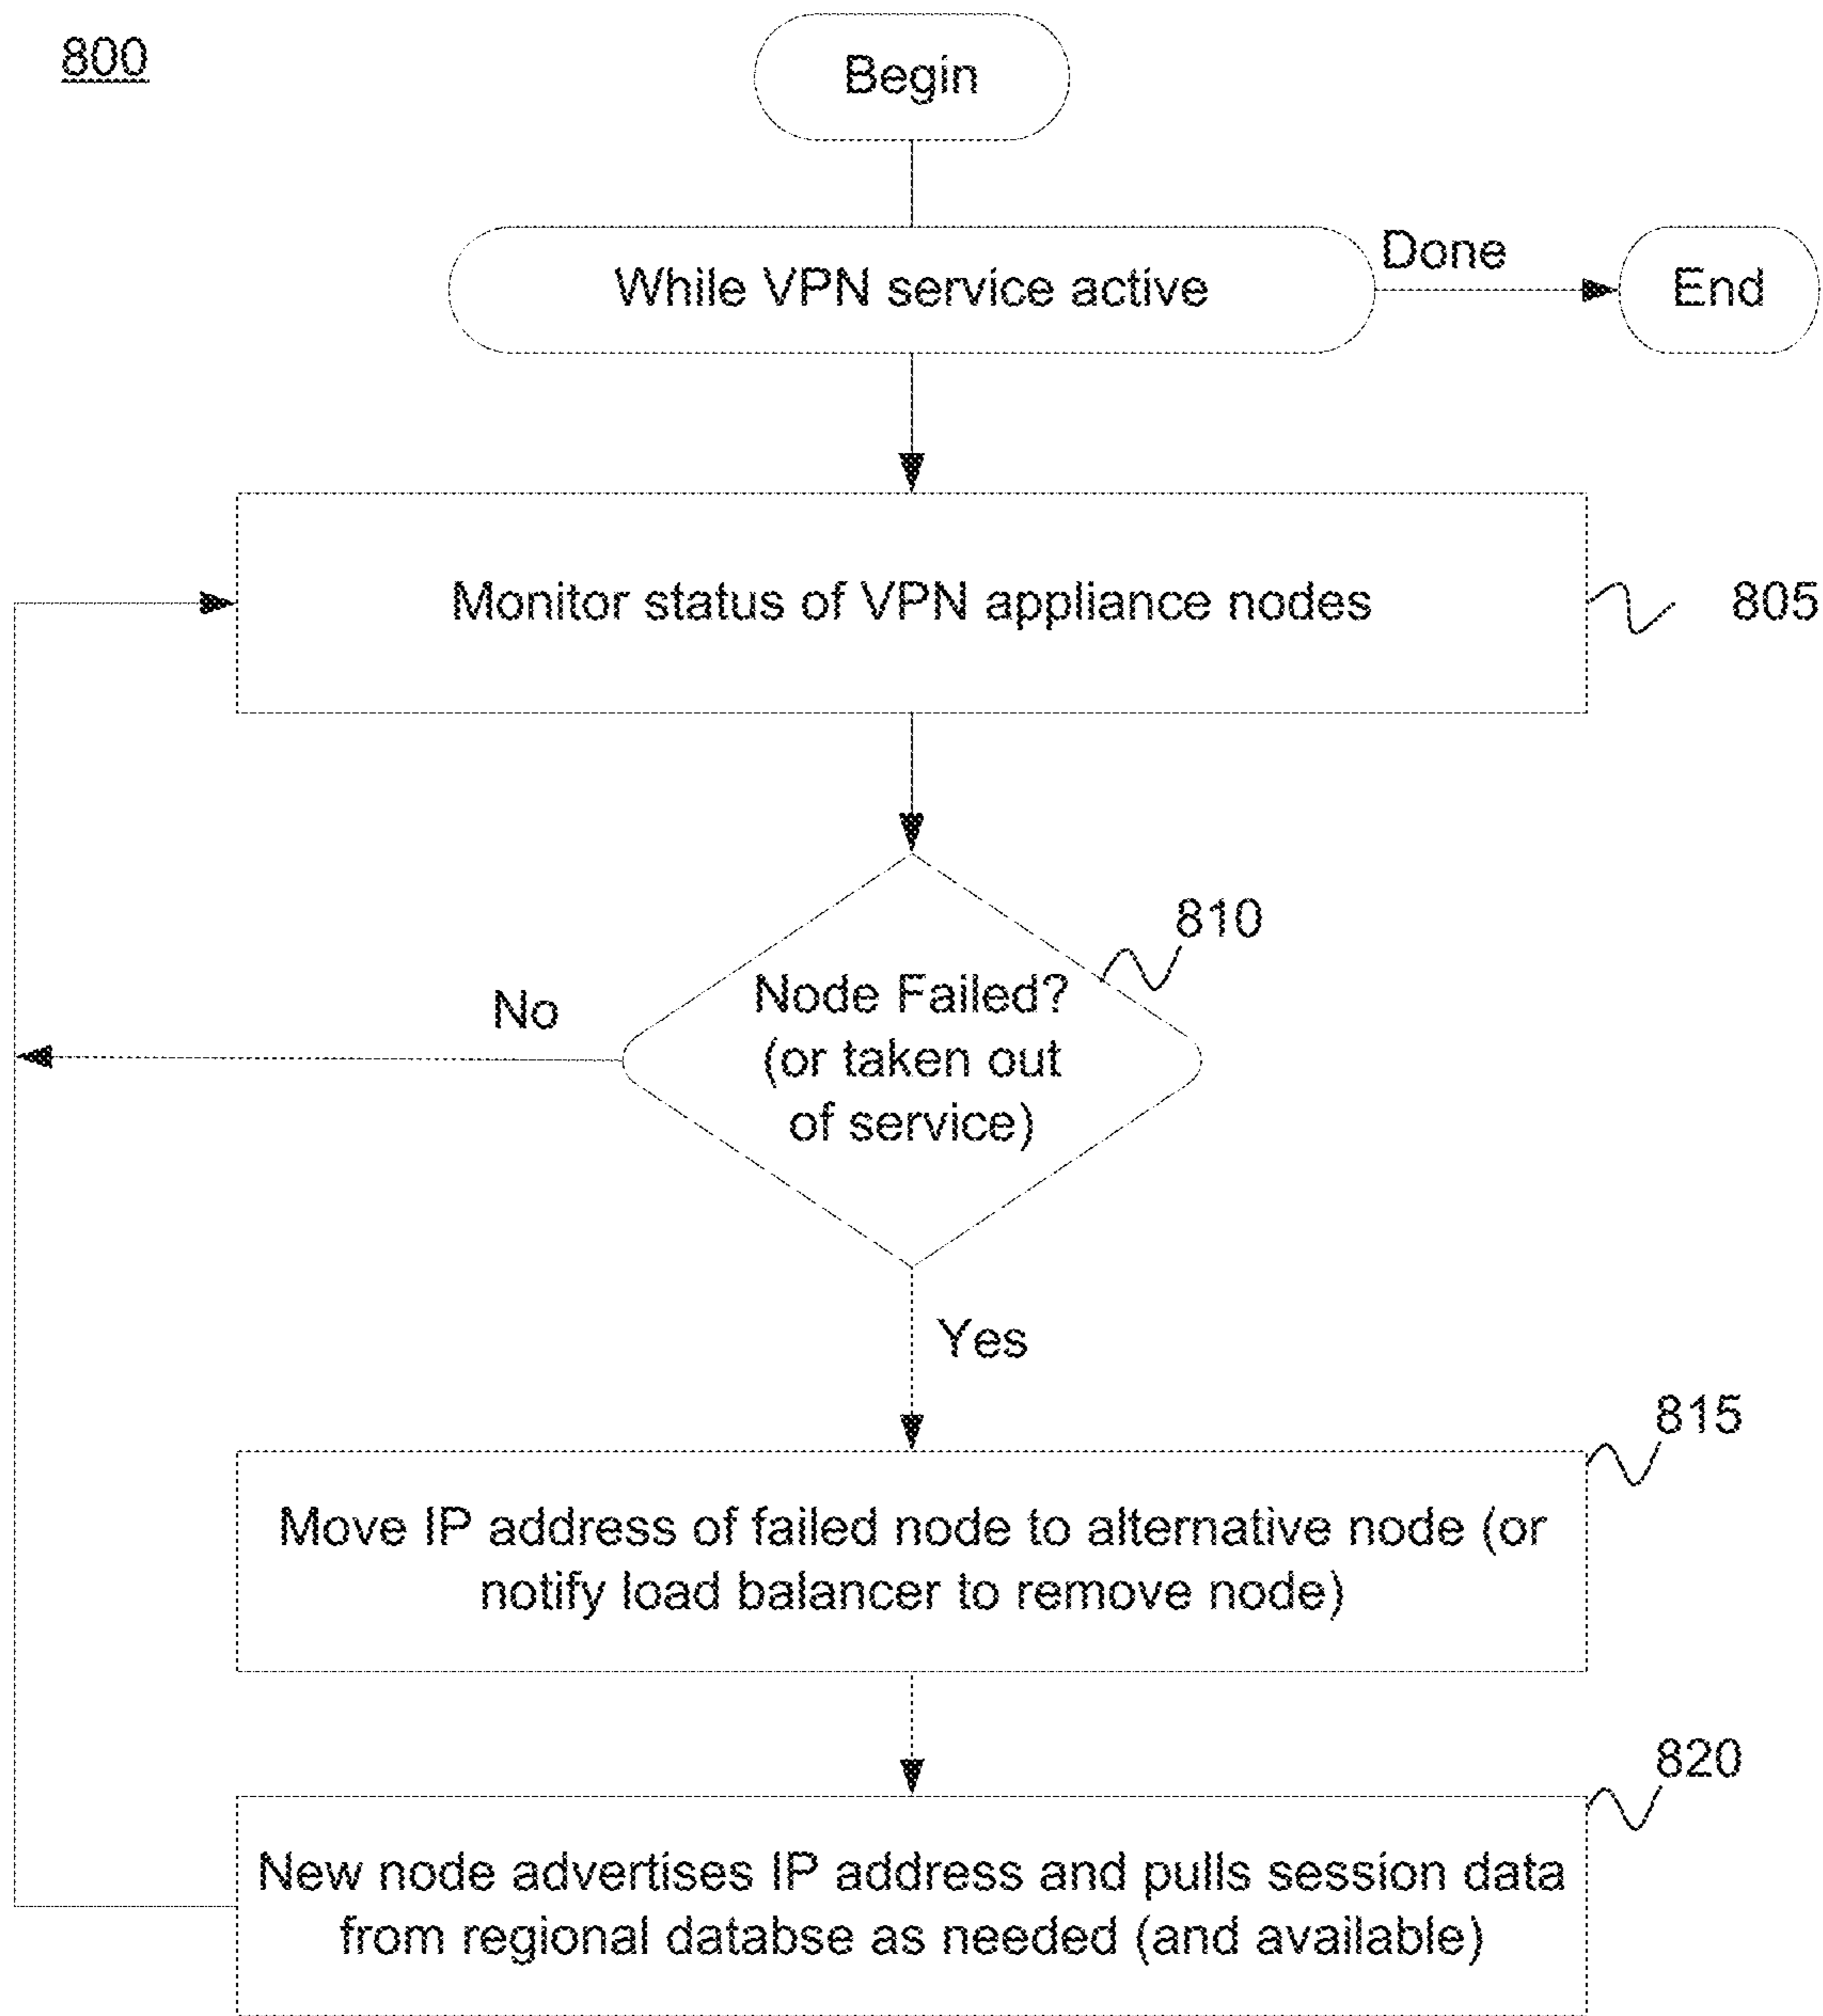 800
Begin
While VPN service active
Done
End
Monitor status of VPN appliance nodes
805
810
Node Failed?
(or taken out
of service)
No
Yes
815
Move IP address of failed node to alternative node (or
notify load balancer to remove node)
820
New node advertises IP address and pulls session data
from regional databse as needed (and available)